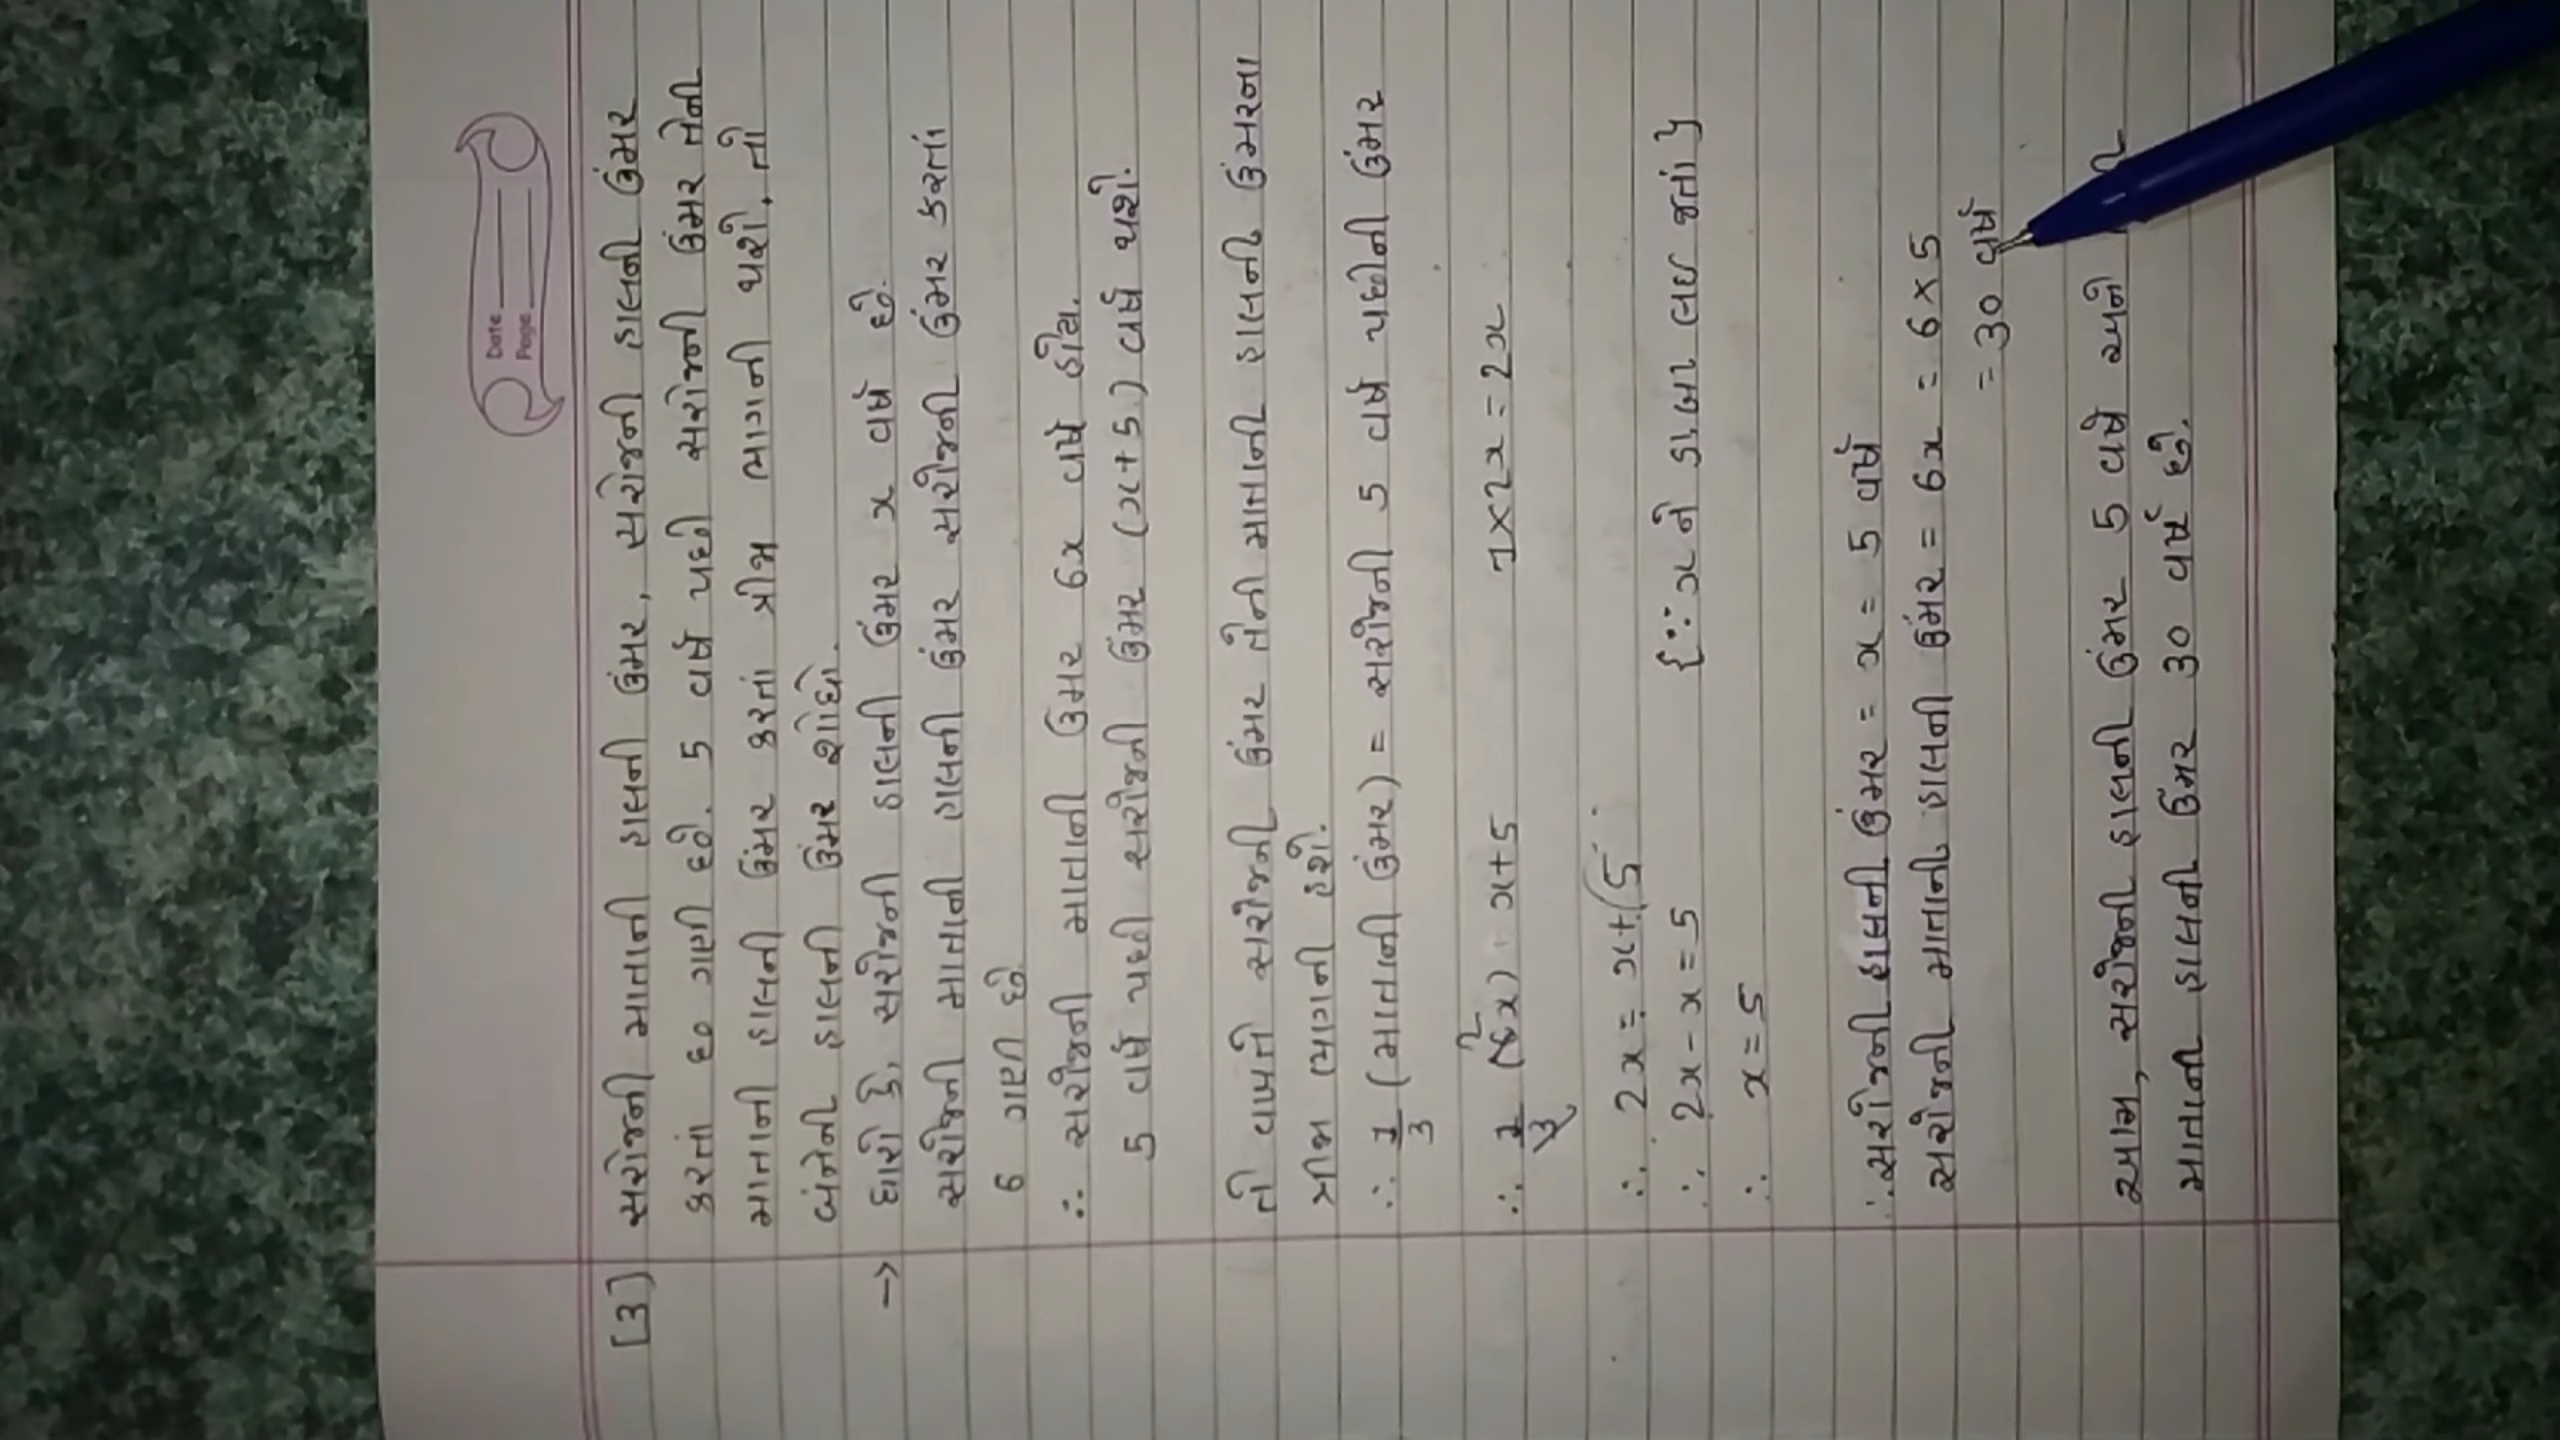 Date
Page
[3] સરોજની માતાની હાલની ઉંમર, સરોજની હાલની ઉંમર
કરતાં છ ગણી છે. 5 વર્ષ પછી સરોજની ઉંમર તેની
માતાની હાલની ઉંમર કરતાં ત્રીજા ભાગની થશે. તો
બંનેની હાલની ઉંમર શોધો.
→ ધારો કે, સરોજની હાલની ઉંમર x વર્ષ છે.
સરોજની માતાની હાલની ઉંમર સરોજની ઉંમર કરતાં
6 ગણી છે.
∴ સરોજની માતાની ઉંમર 6x વર્ષ હોય.
5 વર્ષ પછી સરોજની ઉંમર (x+5) વર્ષ થશે.
તે વખતે સરોજની ઉંમર તેની માતાની હાલની ઉંમરના
ત્રીજા ભાગની હશે.
∴ 1/3 (માતાની ઉંમર) = સરોજની 5 વર્ષ પછીની ઉંમર
∴ 1/3 (6x) = x+5 1×2x=2x
2
∴ 2x = x+5
∴ 2x-x=5 {∵ x ને ડાબા લઇ જતાં}
∴ x=5
∴ સરોજની હાલની ઉંમર = x = 5 વર્ષ
સરોજની માતાની હાલની ઉંમર = 6x = 6×5
= 30 વર્ષ
આમ, સરોજની હાલની ઉંમર 5 વર્ષ અને
માતાની હાલની ઉંમર 30 વર્ષ છે.